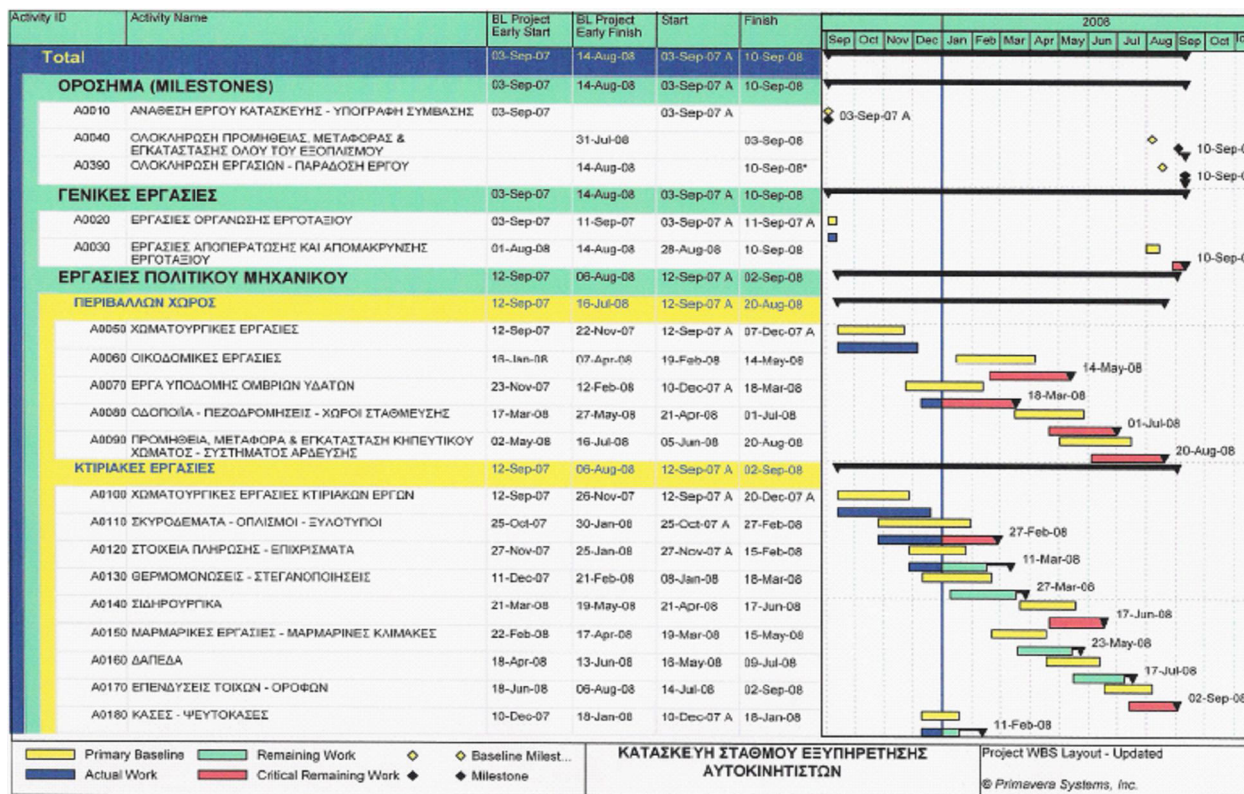 Activity ID Activity Name BL Project Early Start BL Project Early Finish Start Finish 2008
Sep Oct Nov Dec Jan Feb Mar Apr May Jun Jul Aug Sep Oct
Total 03-Sep-07 14-Aug-08 03-Sep-07 A 10-Sep-08
ΟΡΟΣΗΜΑ (MILESTONES) 03-Sep-07 14-Aug-08 03-Sep-07 A 10-Sep-08
A0010 ΑΝΑΘΕΣΗ ΕΡΓΟΥ ΚΑΤΑΣΚΕΥΗΣ - ΥΠΟΓΡΑΦΗ ΣΥΜΒΑΣΗΣ 03-Sep-07 03-Sep-07 A 03-Sep-07 A
A0040 ΟΛΟΚΛΗΡΩΣΗ ΠΡΟΜΗΘΕΙΑΣ, ΜΕΤΑΦΟΡΑΣ & 31-Jul-08 03-Sep-08
ΕΓΚΑΤΑΣΤΑΣΗΣ ΟΛΟΥ ΤΟΥ ΕΞΟΠΛΙΣΜΟΥ 10-Sep-0
A0390 ΟΛΟΚΛΗΡΩΣΗ ΕΡΓΑΣΙΩΝ - ΠΑΡΑΔΟΣΗ ΕΡΓΟΥ 14-Aug-08 10-Sep-08* 10-Sep-0
ΓΕΝΙΚΕΣ ΕΡΓΑΣΙΕΣ 03-Sep-07 14-Aug-08 03-Sep-07 A 10-Sep-08
A0020 ΕΡΓΑΣΙΕΣ ΟΡΓΑΝΩΣΗΣ ΕΡΓΟΤΑΞΙΟΥ 03-Sep-07 11-Sep-07 03-Sep-07 A 11-Sep-07 A
A0030 ΕΡΓΑΣΙΕΣ ΑΠΟΠΕΡΑΤΩΣΗΣ ΚΑΙ ΑΠΟΜΑΚΡΥΝΣΗΣ 01-Aug-08 14-Aug-08 28-Aug-08 10-Sep-08
ΕΡΓΟΤΑΞΙΟΥ 10-Sep-0
ΕΡΓΑΣΙΕΣ ΠΟΛΙΤΙΚΟΥ ΜΗΧΑΝΙΚΟΥ 12-Sep-07 06-Aug-08 12-Sep-07 A 02-Sep-08
ΠΕΡΙΒΑΛΛΩΝ ΧΩΡΟΣ 12-Sep-07 16-Jul-08 12-Sep-07 A 20-Aug-08
A0050 ΧΩΜΑΤΟΥΡΓΙΚΕΣ ΕΡΓΑΣΙΕΣ 12-Sep-07 22-Nov-07 12-Sep-07 A 07-Dec-07 A
A0060 ΟΙΚΟΔΟΜΙΚΕΣ ΕΡΓΑΣΙΕΣ 16-Jan-08 07-Apr-08 19-Feb-08 14-May-08
14-May-08
A0070 ΕΡΓΑ ΥΠΟΔΟΜΗΣ ΟΜΒΡΙΩΝ ΥΔΑΤΩΝ 23-Nov-07 12-Feb-08 10-Dec-07 A 18-Mar-08
18-Mar-08
A0080 ΟΔΟΠΟΙΪΑ - ΠΕΖΟΔΡΟΜΗΣΕΙΣ - ΧΩΡΟΙ ΣΤΑΘΜΕΥΣΗΣ 17-Mar-08 27-May-08 21-Apr-08 01-Jul-08
01-Jul-08
A0090 ΠΡΟΜΗΘΕΙΑ, ΜΕΤΑΦΟΡΑ & ΕΓΚΑΤΑΣΤΑΣΗ ΚΗΠΕΥΤΙΚΟΥ 02-May-08 16-Jul-08 05-Jun-08 20-Aug-08
ΧΩΜΑΤΟΣ - ΣΥΣΤΗΜΑΤΟΣ ΑΡΔΕΥΣΗΣ 20-Aug-08
ΚΤΙΡΙΑΚΕΣ ΕΡΓΑΣΙΕΣ 12-Sep-07 06-Aug-08 12-Sep-07 A 02-Sep-08
A0100 ΧΩΜΑΤΟΥΡΓΙΚΕΣ ΕΡΓΑΣΙΕΣ ΚΤΙΡΙΑΚΩΝ ΕΡΓΩΝ 12-Sep-07 26-Nov-07 12-Sep-07 A 20-Dec-07 A
A0110 ΣΚΥΡΟΔΕΜΑΤΑ - ΟΠΛΙΣΜΟΙ - ΞΥΛΟΤΥΠΟΙ 25-Oct-07 30-Jan-08 25-Oct-07 A 27-Feb-08
27-Feb-08
A0120 ΣΤΟΙΧΕΙΑ ΠΛΗΡΩΣΗΣ - ΕΠΙΧΡΙΣΜΑΤΑ 27-Nov-07 25-Jan-08 27-Nov-07 A 15-Feb-08
11-Mar-08
A0130 ΘΕΡΜΟΜΟΝΩΣΕΙΣ - ΣΤΕΓΑΝΟΠΟΙΗΣΕΙΣ 11-Dec-07 21-Feb-08 08-Jan-08 18-Mar-08
27-Mar-08
A0140 ΣΙΔΗΡΟΥΡΓΙΚΑ 21-Mar-08 19-May-08 21-Apr-08 17-Jun-08
17-Jun-08
A0150 ΜΑΡΜΑΡΙΚΕΣ ΕΡΓΑΣΙΕΣ - ΜΑΡΜΑΡΙΝΕΣ ΚΛΙΜΑΚΕΣ 22-Feb-08 17-Apr-08 19-Mar-08 15-May-08
23-May-08
A0160 ΔΑΠΕΔΑ 18-Apr-08 13-Jun-08 16-May-08 09-Jul-08
17-Jul-08
A0170 ΕΠΕΝΔΥΣΕΙΣ ΤΟΙΧΩΝ - ΟΡΟΦΩΝ 18-Jun-08 06-Aug-08 14-Jul-08 02-Sep-08
02-Sep-08
A0180 ΚΑΣΕΣ - ΨΕΥΤΟΚΑΣΕΣ 10-Dec-07 18-Jan-08 10-Dec-07 A 18-Jan-08
11-Feb-08
Primary Baseline Remaining Work Baseline Milest... ΚΑΤΑΣΚΕΥΗ ΣΤΑΘΜΟΥ ΕΞΥΠΗΡΕΤΗΣΗΣ Project WBS Layout - Updated
Actual Work Critical Remaining Work Milestone ΑΥΤΟΚΙΝΗΤΙΣΤΩΝ
© Primavera Systems, Inc.